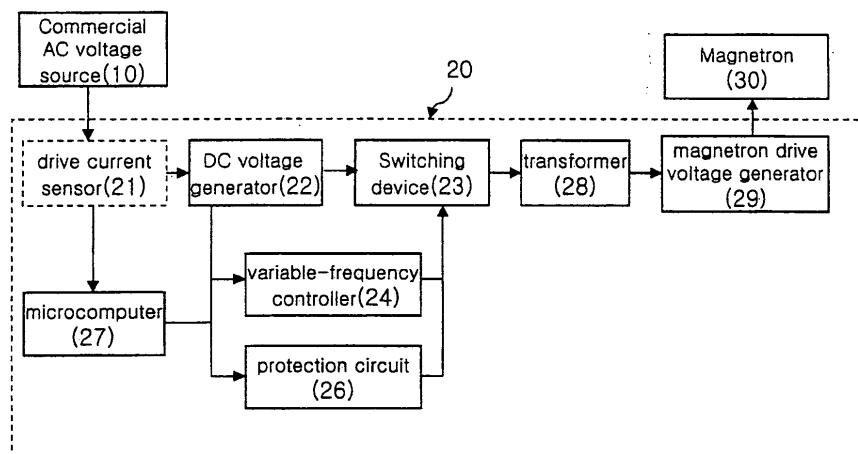 Commercial
AC voltage
source(10)
Magnetron
(30)
20
drive current
sensor(21)
DC voltage
generator(22)
Switching
device(23)
transformer
(28)
magnetron drive
voltage generator
(29)
variable-frequency
controller(24)
microcomputer
(27)
protection circuit
(26)